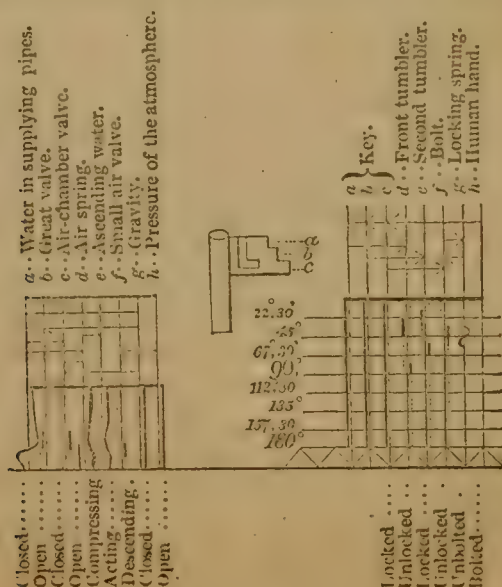 a·· Water in supplying pipes.
b·· Great valve.
c·· Air-chamber valve.
d·· Air spring.
e·· Ascending water.
f·· Small air valve.
g·· Gravity.
h·· Pressure of the atmosphere.
Closed......
Open ......
Closed......
Open ......
Compressing
Acting......
Descending.
Closed......
Open ......
a
b } Key.
c
d ·· Front tumbler.
e ·· Second tumbler.
f ·· Bolt.
g ·· Locking spring.
h ·· Human hand.
22.30°
45°
67.30°
90°
112.30
135°
157.30
180°
Locked ....
Unlocked ..
Locked ....
Unlocked .
Unbolted .
Bolted......